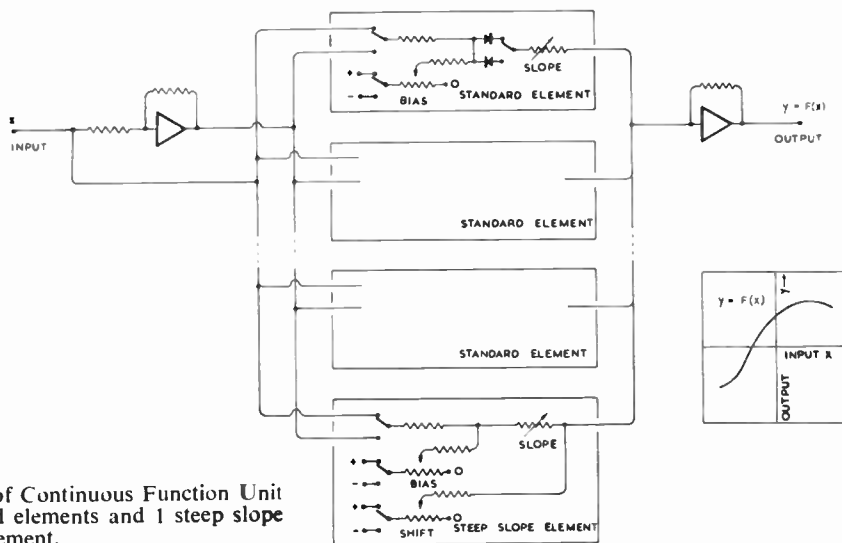 SLOPE
+
-
O
BIAS
STANDARD ELEMENT
x
INPUT
y = F(x)
OUTPUT
STANDARD ELEMENT
STANDARD ELEMENT
y = F(x)
y→
INPUT x
OUTPUT
SLOPE
+
-
O
BIAS
+
-
O
SHIFT
STEEP SLOPE ELEMENT
of Continuous Function Unit
l elements and 1 steep slope
ement.